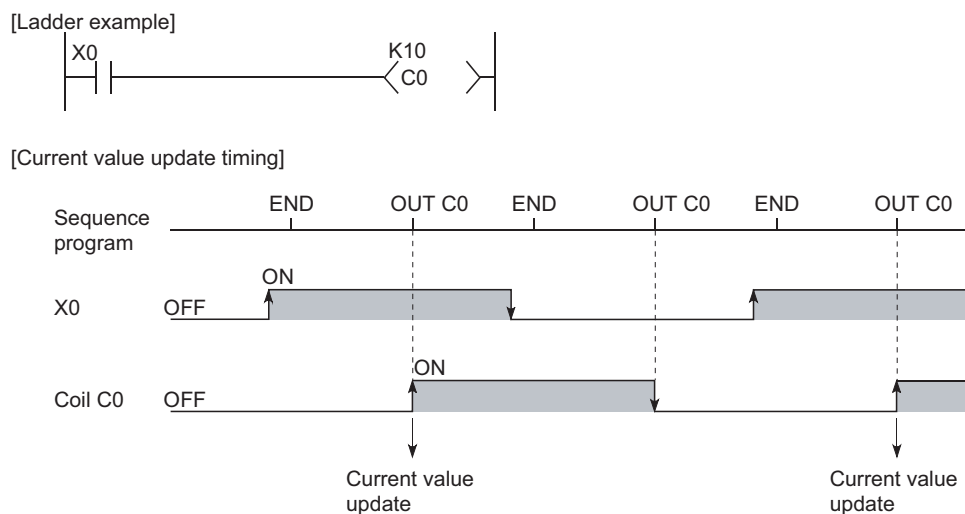 [Ladder example]
X0
K10
C0
[Current value update timing]
END OUT C0 END OUT C0 END OUT C0
Sequence
program
ON
X0 OFF
ON
Coil C0 OFF
Current value
update
Current value
update